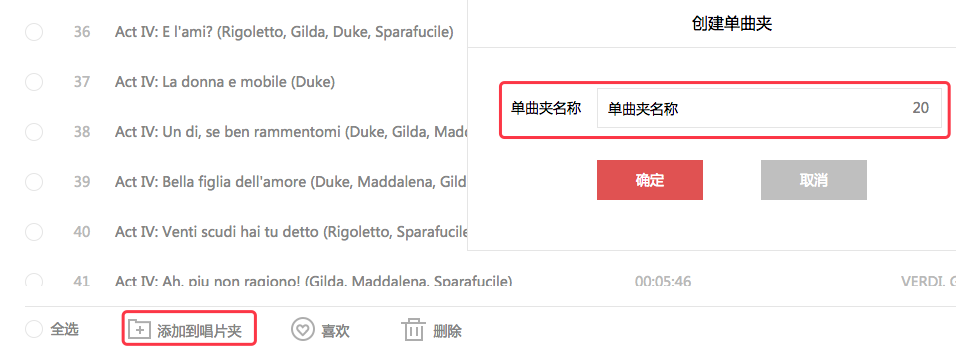 创建单曲夹
36 Act IV: E l'ami? (Rigoletto, Gilda, Duke, Sparafucile)
37 Act IV: La donna e mobile (Duke)
单曲夹名称 单曲夹名称 20
38 Act IV: Un di, se ben rammentomi (Duke, Gilda, Madd
39 Act IV: Bella figlia dell'amore (Duke, Maddalena, Gild
确定 取消
40 Act IV: Venti scudi hai tu detto (Rigoletto, Sparafucile
41 Act IV: Ah, piu non ragiono! (Gilda, Maddalena, Sparafucile) 00:05:46 VERDI, G
全选 添加到唱片夹 喜欢 删除